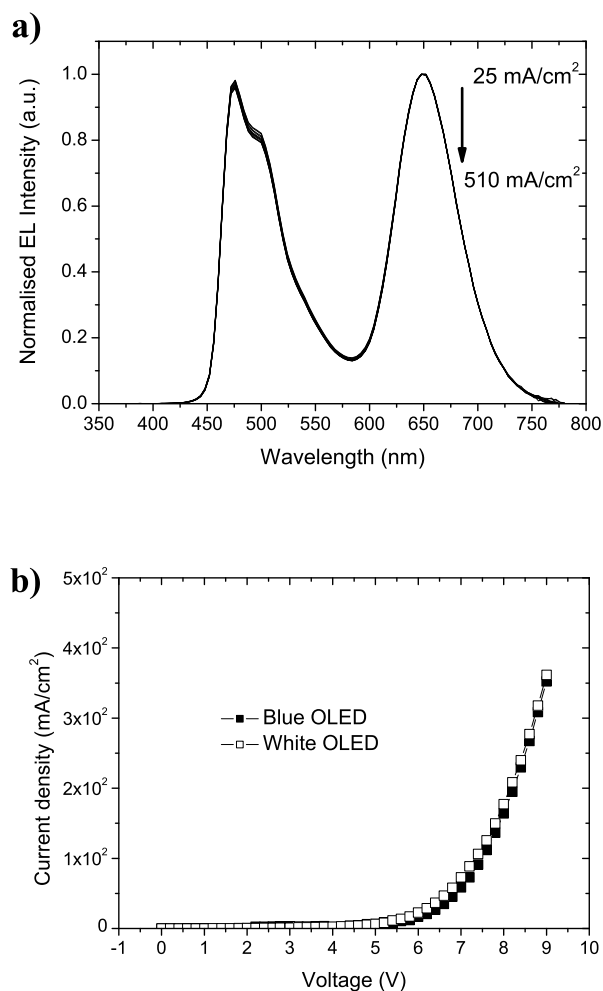 a)
Normalised EL Intensity (a.u.)
1.0
0.8
0.6
0.4
0.2
0.0
25 mA/cm²
510 mA/cm²
350 400 450 500 550 600 650 700 750 800
Wavelength (nm)
b)
Current density (mA/cm²)
5x10²
4x10²
3x10²
2x10²
1x10²
0
Blue OLED
White OLED
-1 0 1 2 3 4 5 6 7 8 9 10
Voltage (V)